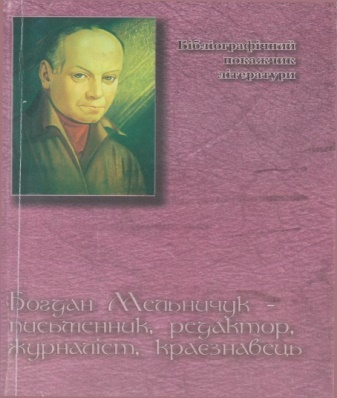 Бібліографічний
покажчик
літератури
Богдан Мельничук –
письменник, редактор,
журналіст, краєзнавець